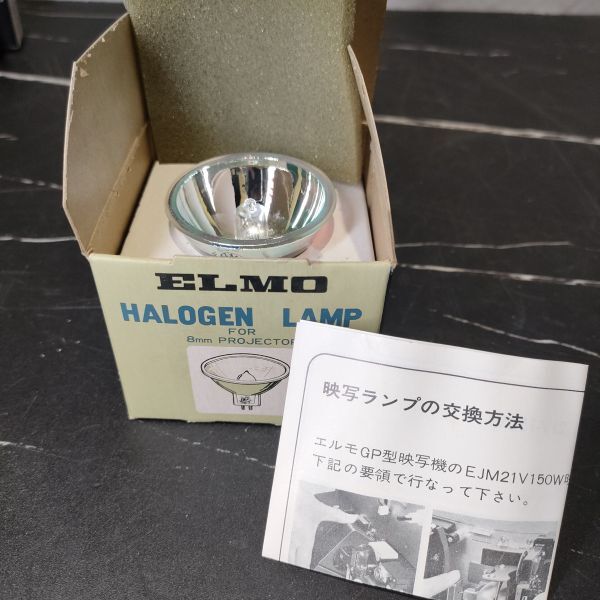 ELMO
HALOGEN LAMP
FOR
8mm PROJECTOR
映写ランプの交換方法
エルモGP型映写機のEJM21V150W
下記の要領で行なって下さい。